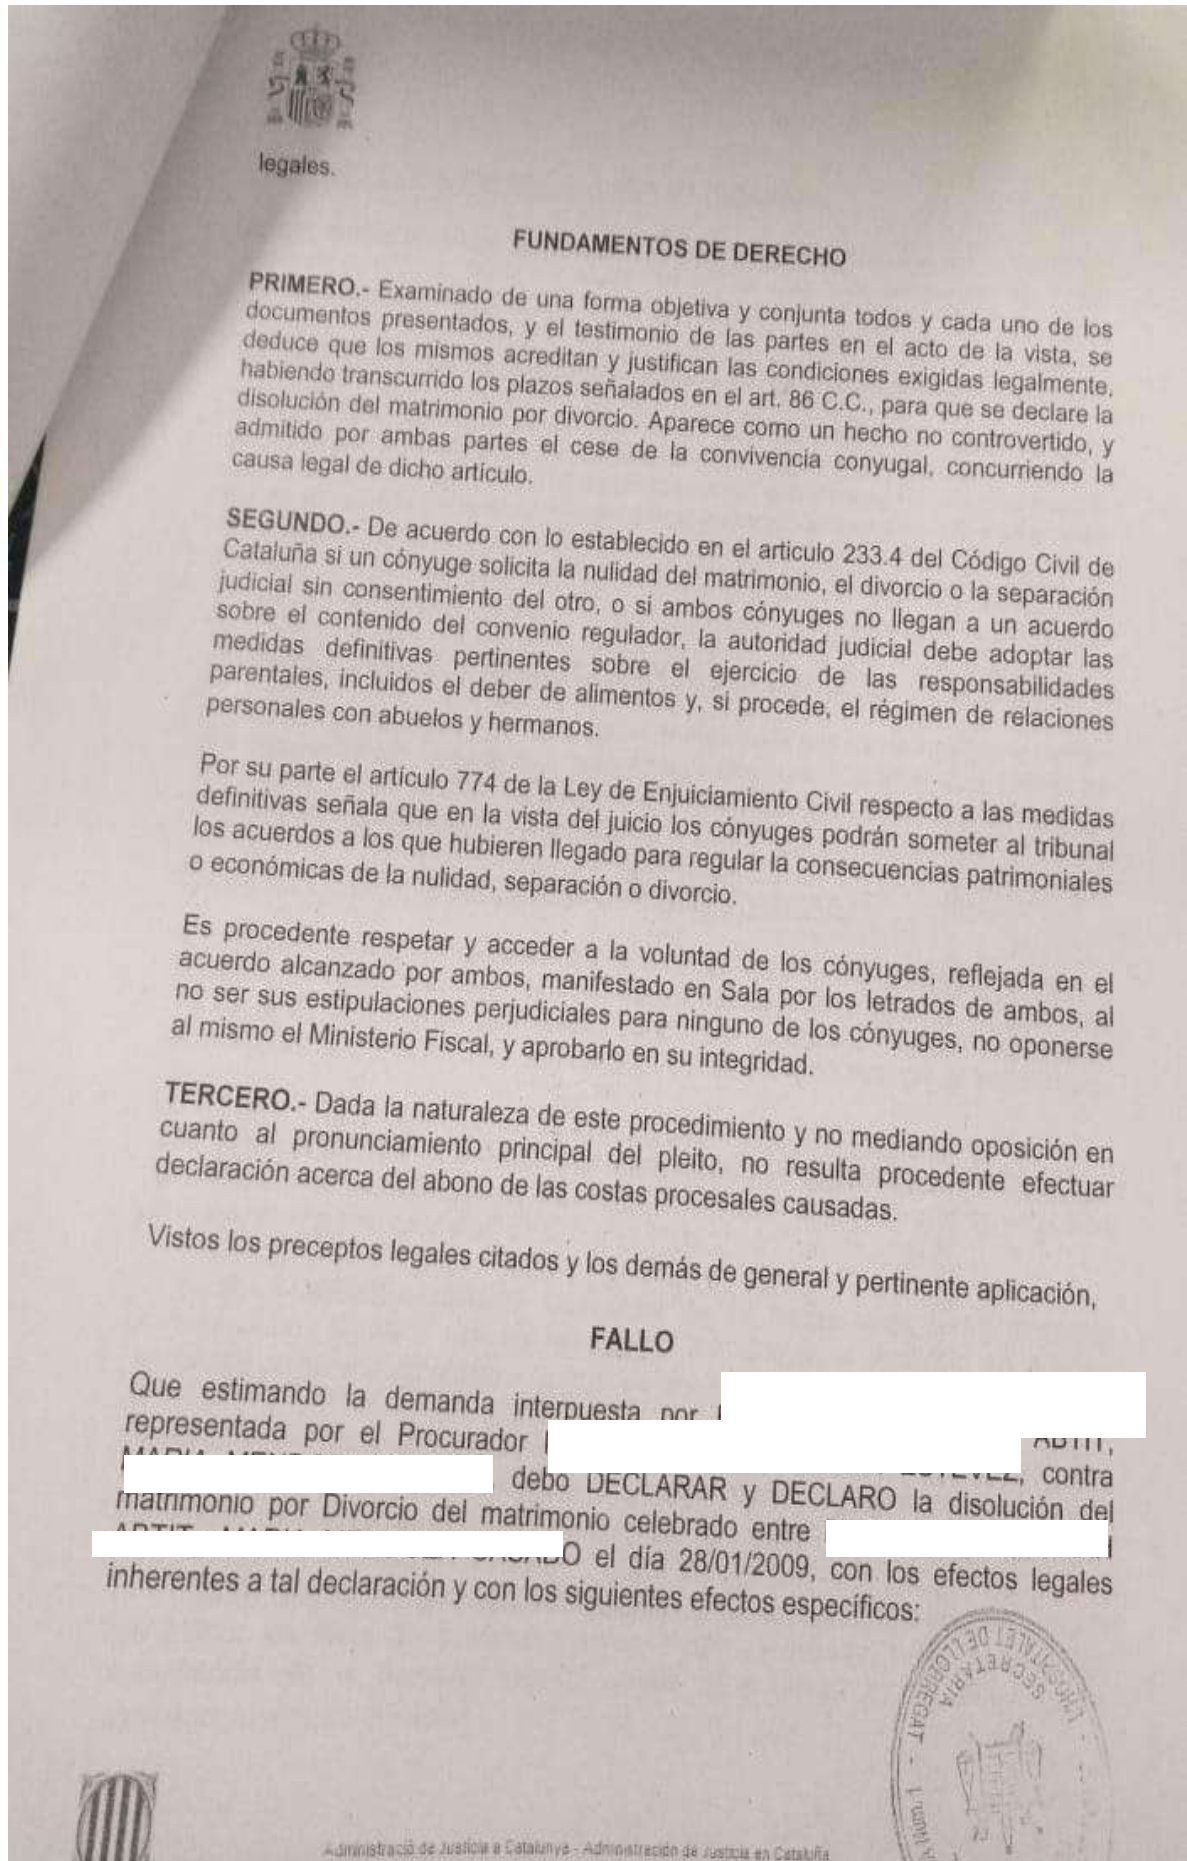 legales.
FUNDAMENTOS DE DERECHO
PRIMERO.- Examinado de una forma objetiva y conjunta todos y cada uno de los
documentos presentados, y el testimonio de las partes en el acto de la vista, se
deduce que los mismos acreditan y justifican las condiciones exigidas legalmente,
habiendo transcurrido los plazos señalados en el art. 86 C.C., para que se declare la
disolución del matrimonio por divorcio. Aparece como un hecho no controvertido, y
admitido por ambas partes el cese de la convivencia conyugal, concurriendo la
causa legal de dicho artículo.
SEGUNDO.- De acuerdo con lo establecido en el articulo 233.4 del Código Civil de
Cataluña si un cónyuge solicita la nulidad del matrimonio, el divorcio o la separación
judicial sin consentimiento del otro, o si ambos cónyuges no llegan a un acuerdo
sobre el contenido del convenio regulador, la autoridad judicial debe adoptar las
medidas definitivas pertinentes sobre el ejercicio de las responsabilidades
parentales, incluidos el deber de alimentos y, si procede, el régimen de relaciones
personales con abuelos y hermanos.
Por su parte el artículo 774 de la Ley de Enjuiciamiento Civil respecto a las medidas
definitivas señala que en la vista del juicio los cónyuges podrán someter al tribunal
los acuerdos a los que hubieren llegado para regular la consecuencias patrimoniales
o económicas de la nulidad, separación o divorcio.
Es procedente respetar y acceder a la voluntad de los cónyuges, reflejada en el
acuerdo alcanzado por ambos, manifestado en Sala por los letrados de ambos, al
no ser sus estipulaciones perjudiciales para ninguno de los cónyuges, no oponerse
al mismo el Ministerio Fiscal, y aprobarlo en su integridad.
TERCERO.- Dada la naturaleza de este procedimiento y no mediando oposición en
cuanto al pronunciamiento principal del pleito, no resulta procedente efectuar
declaración acerca del abono de las costas procesales causadas.
Vistos los preceptos legales citados y los demás de general y pertinente aplicación,
FALLO
Que estimando la demanda interpuesta por
representada por el Procurador
contra
debo DECLARAR y DECLARO la disolución del
matrimonio por Divorcio del matrimonio celebrado entre
el día 28/01/2009, con los efectos legales
inherentes a tal declaración y con los siguientes efectos específicos:
L'HOSPITALET DE LLOBREGAT -
SECRETARIA
Administració de Justícia a Catalunya - Administración de Justicia en Cataluña